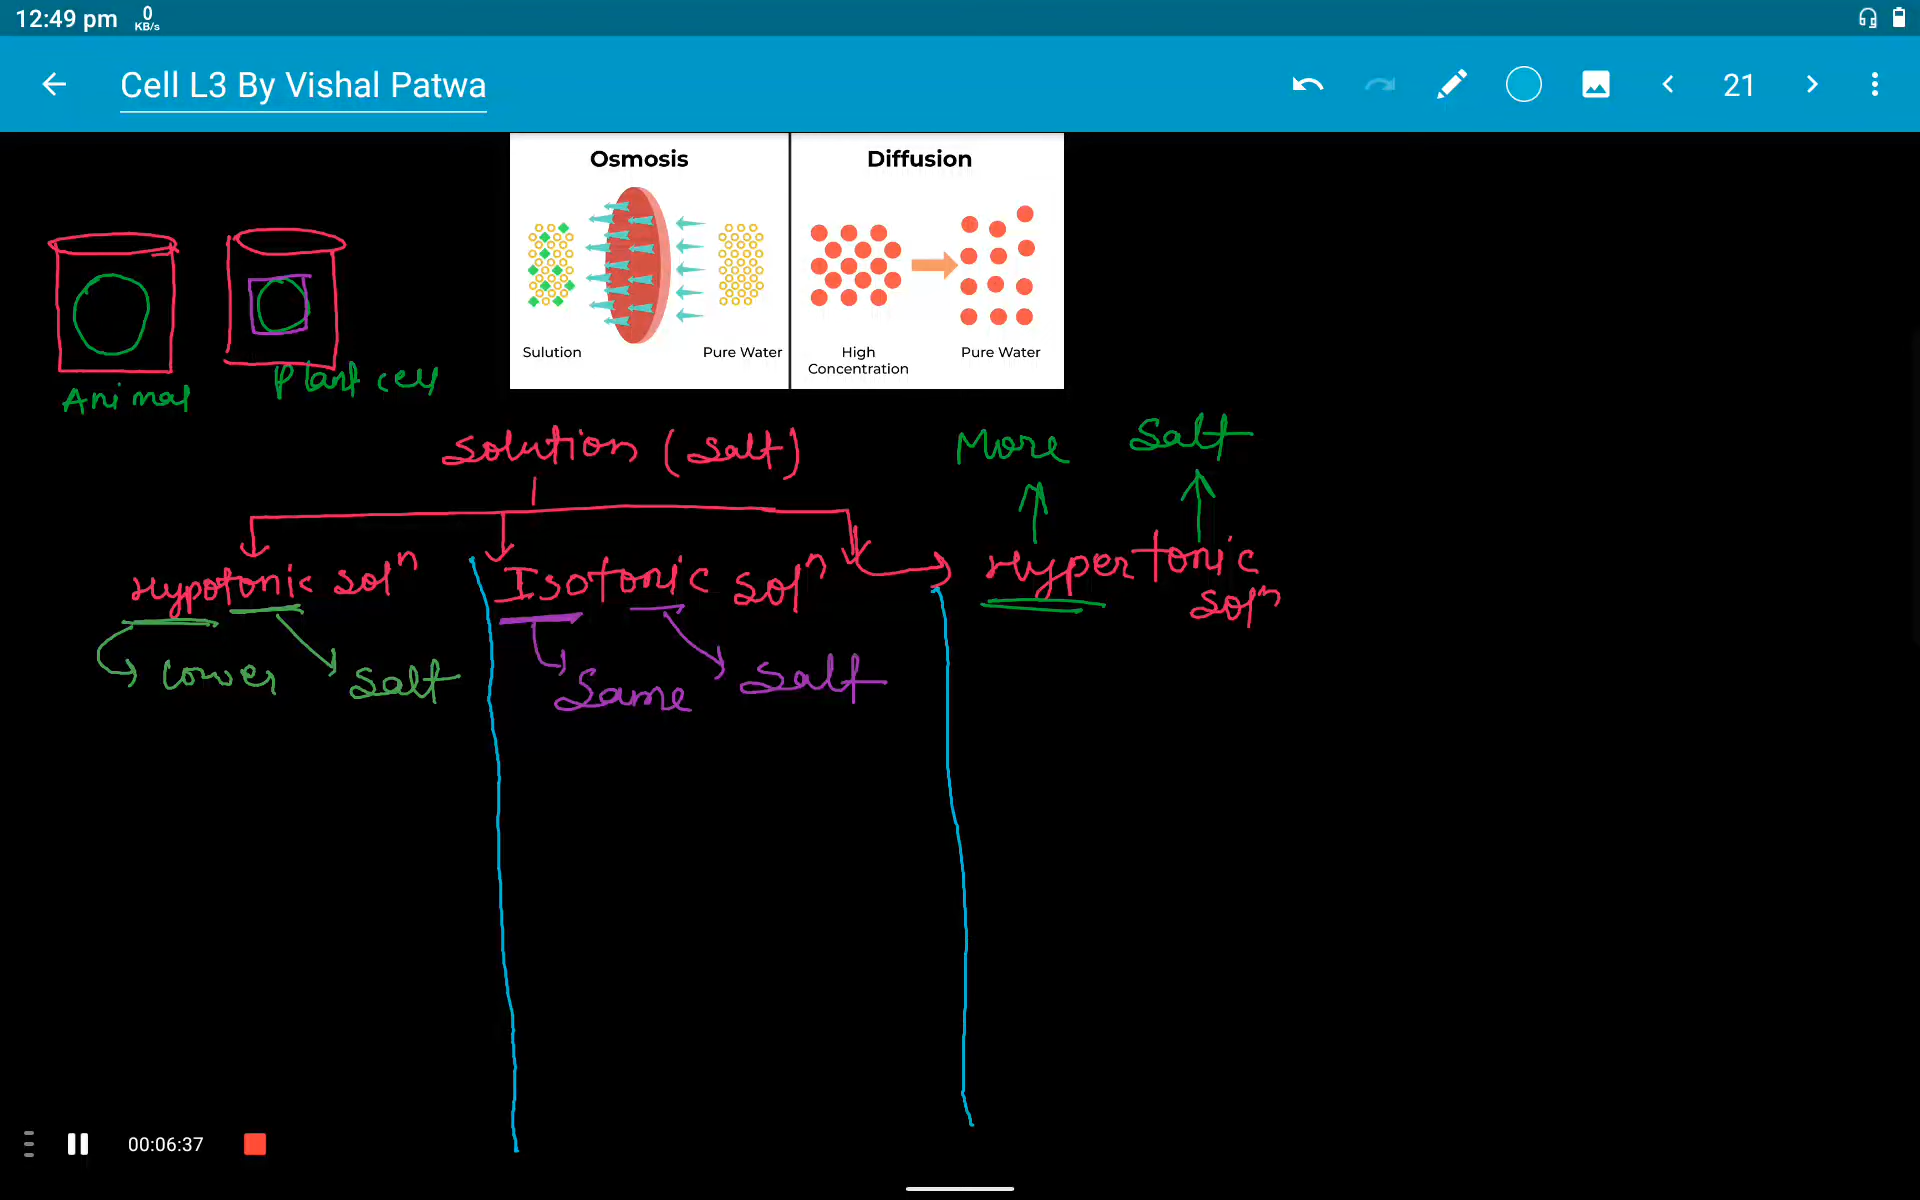 12:49 pm 0 KB/s
Cell L3 By Vishal Patwa 21
Osmosis Diffusion
Sulution Pure Water High Concentration Pure Water
Animal Plant cell
Solution (Salt) More Salt
Hypotonic solⁿ Isotonic solⁿ Hypertonic
solⁿ
Lower Salt Same Salt
00:06:37